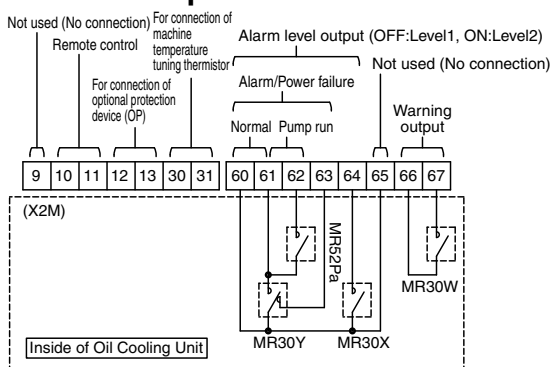 Not used (No connection)
Remote control
For connection of
optional protection
device (OP)
For connection of
machine
temperature
tuning thermistor
Alarm level output (OFF:Level1, ON:Level2)
Alarm/Power failure
Normal
Pump run
Not used (No connection)
Warning
output
9 10 11 12 13 30 31 60 61 62 63 64 65 66 67
(X2M)
MR52Pa
MR30W
MR30Y
MR30X
Inside of Oil Cooling Unit